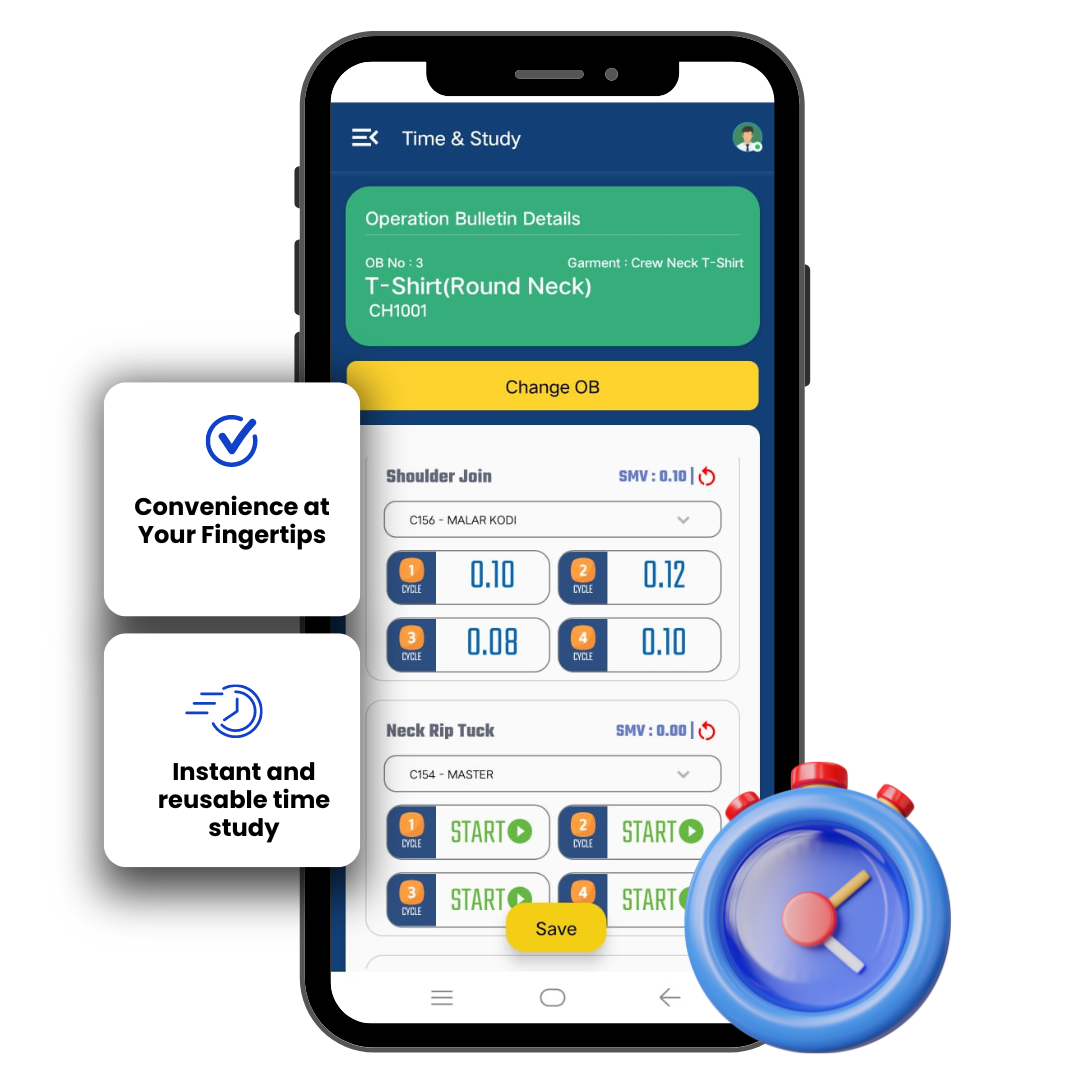 Time & Study
Operation Bulletin Details
OB No : 3
Garment : Crew Neck T-Shirt
T-Shirt(Round Neck)
CH1001
Change OB
Shoulder Join
SMV : 0.10 |
C156 - MALAR KODI
1 CYCLE 0.10
2 CYCLE 0.12
3 CYCLE 0.08
4 CYCLE 0.10
Neck Rip Tuck
SMV : 0.00 |
C154 - MASTER
1 CYCLE START
2 CYCLE START
3 CYCLE START
4 CYCLE START
Save
Convenience at
Your Fingertips
Instant and
reusable time
study